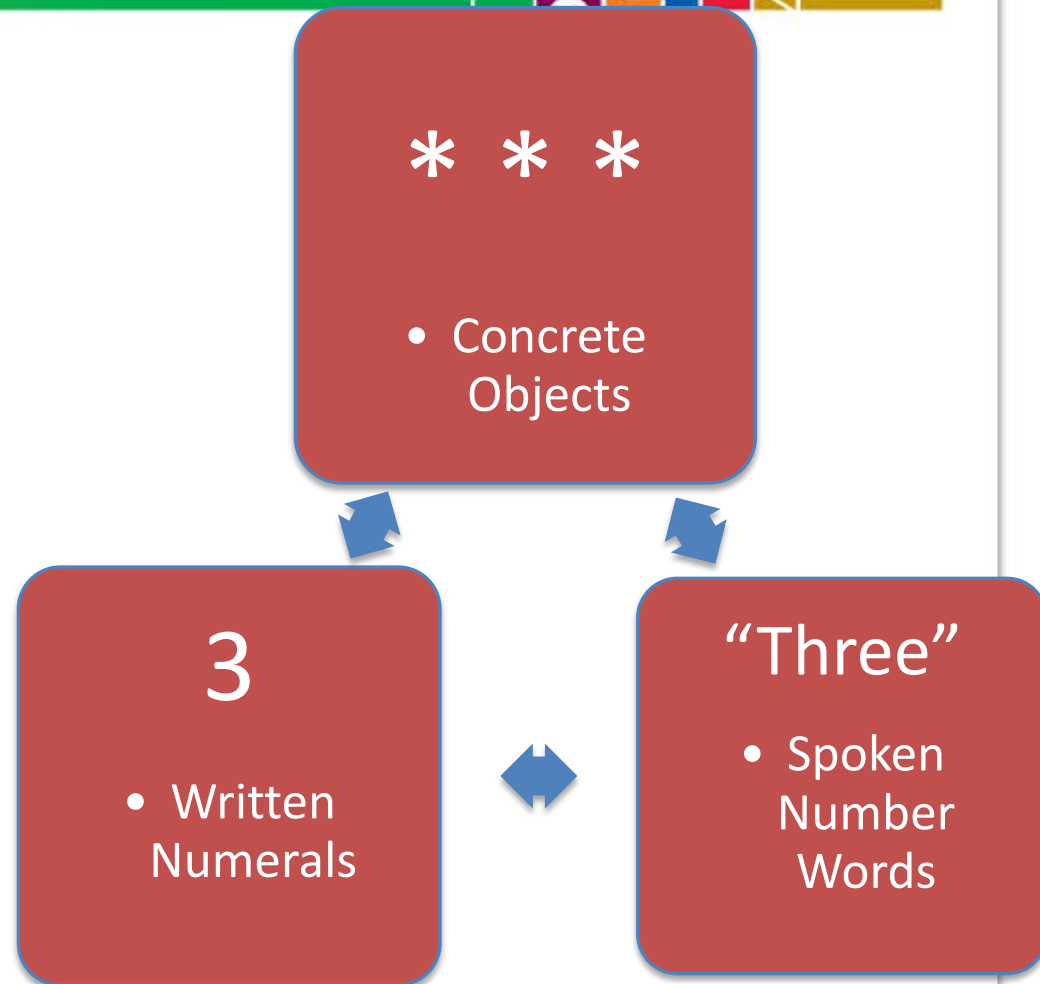 * * *
• Concrete
Objects
3
• Written
Numerals
“Three”
• Spoken
Number
Words